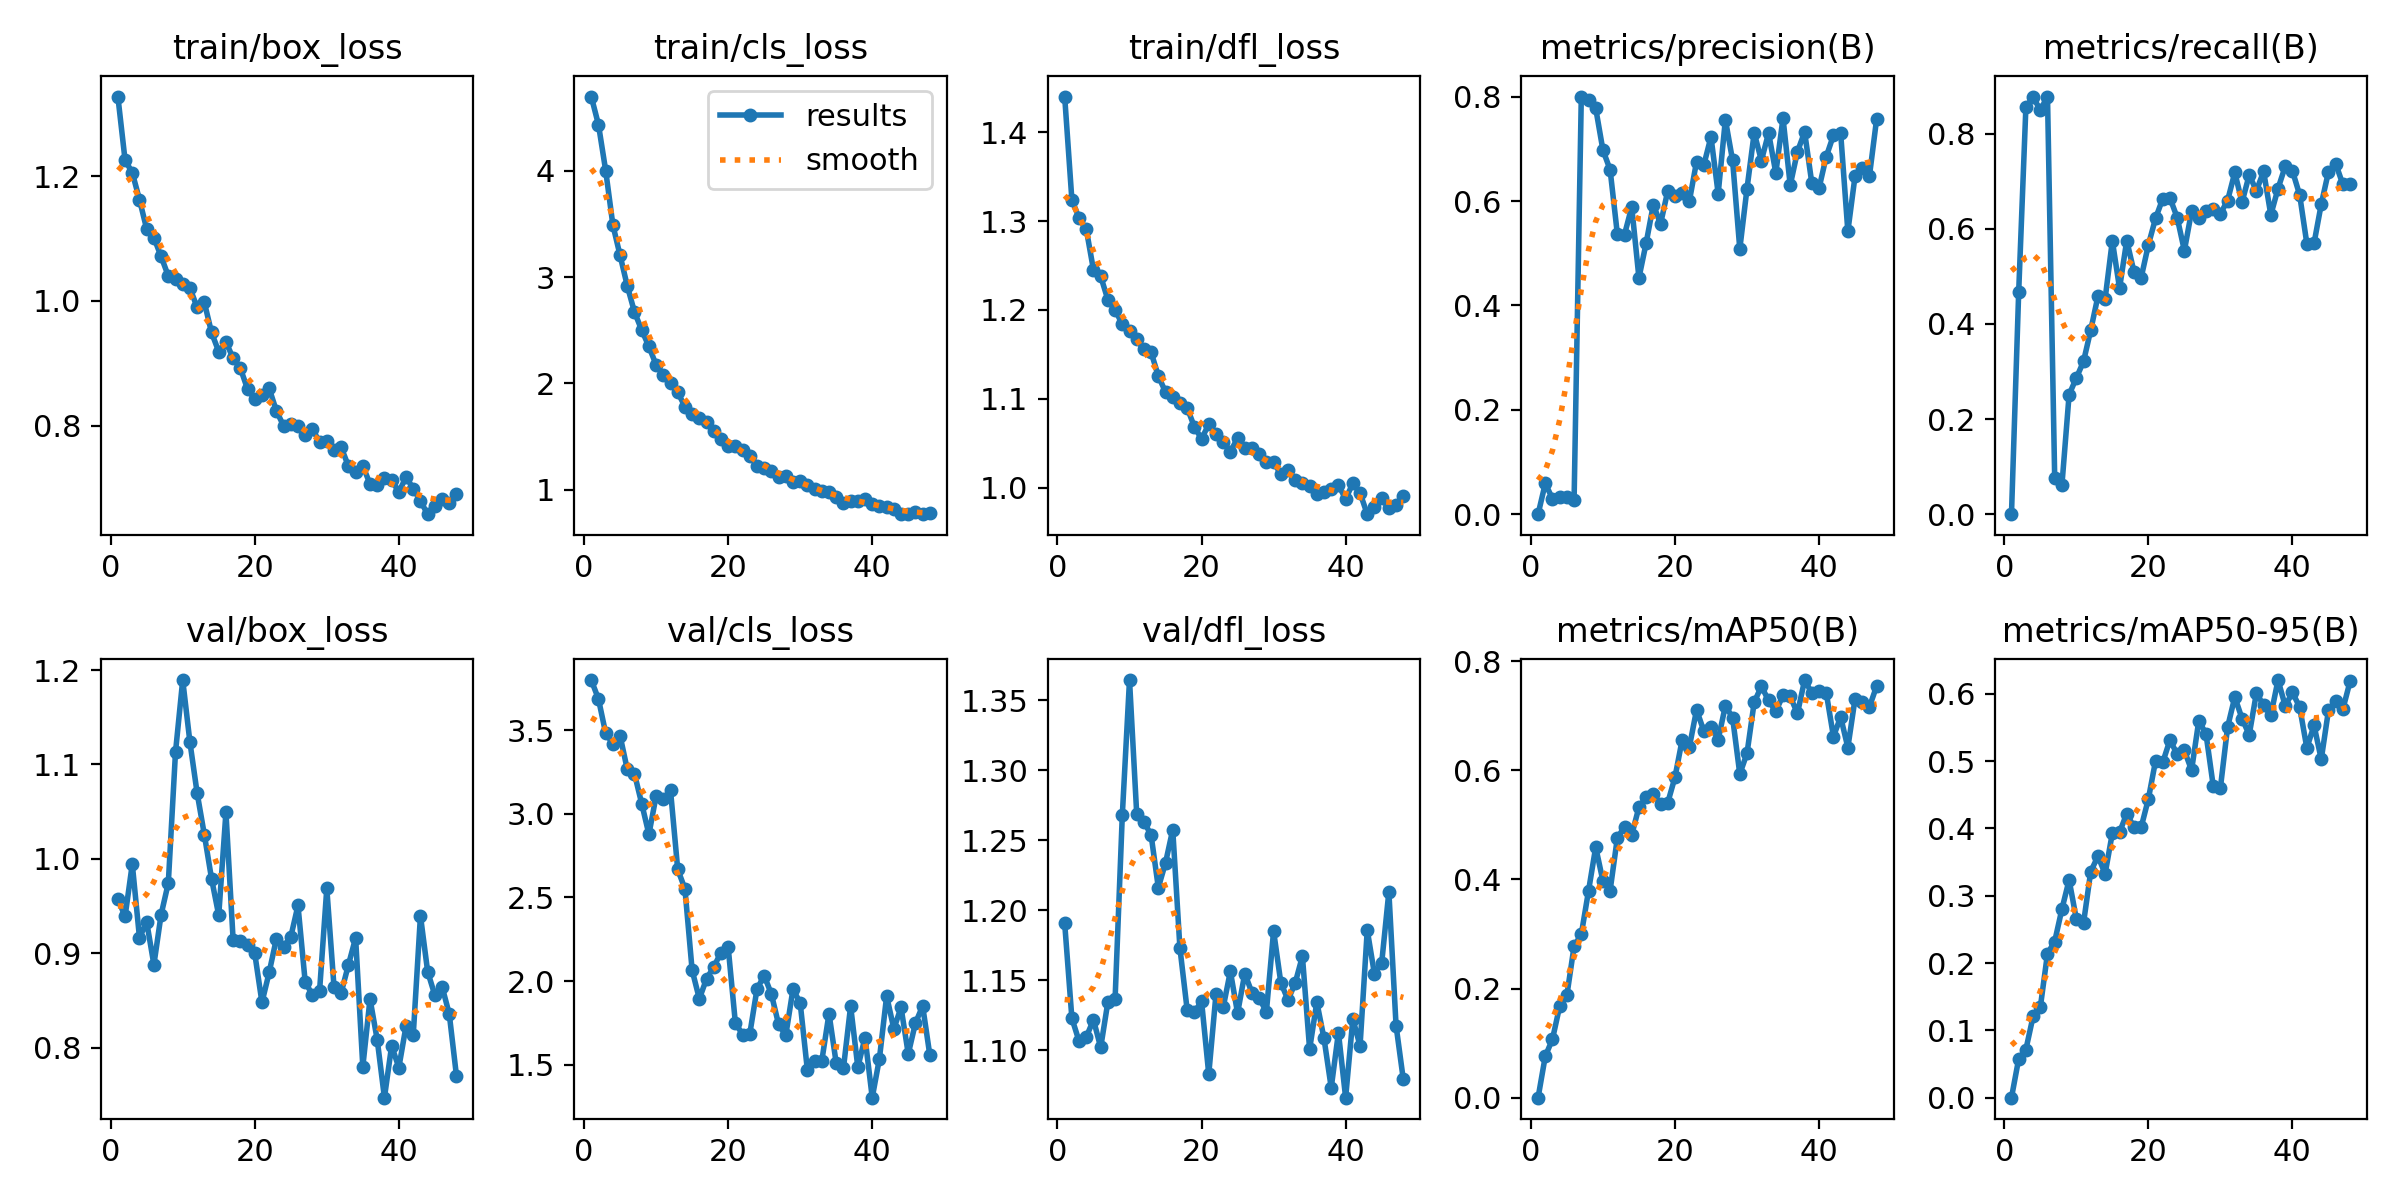 train/box_loss
1.2
1.0
0.8
0 20 40
train/cls_loss
results
smooth
4
3
2
1
0 20 40
train/dfl_loss
1.4
1.3
1.2
1.1
1.0
0 20 40
metrics/precision(B)
0.8
0.6
0.4
0.2
0.0
0 20 40
metrics/recall(B)
0.8
0.6
0.4
0.2
0.0
0 20 40
val/box_loss
1.2
1.1
1.0
0.9
0.8
0 20 40
val/cls_loss
3.5
3.0
2.5
2.0
1.5
0 20 40
val/dfl_loss
1.35
1.30
1.25
1.20
1.15
1.10
0 20 40
metrics/mAP50(B)
0.8
0.6
0.4
0.2
0.0
0 20 40
metrics/mAP50-95(B)
0.6
0.5
0.4
0.3
0.2
0.1
0.0
0 20 40